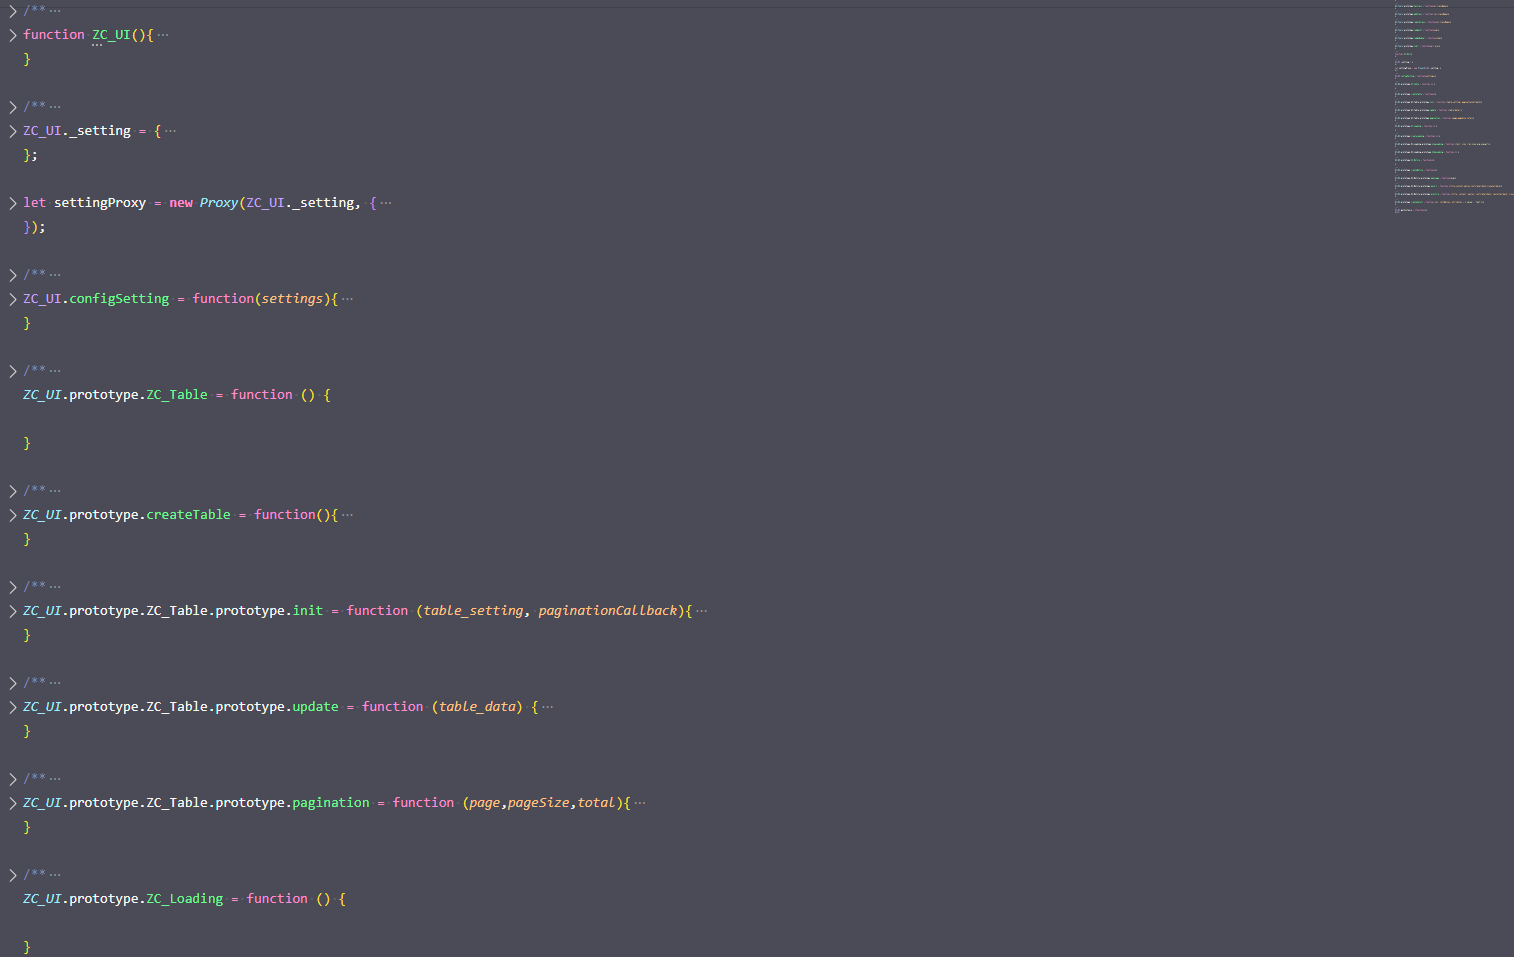 /** ···
function ZC_UI(){ ···
}
/** ···
ZC_UI._setting = { ···
};
let settingProxy = new Proxy(ZC_UI._setting, { ···
});
/** ···
ZC_UI.configSetting = function(settings){ ···
}
/** ···
ZC_UI.prototype.ZC_Table = function () {
}
/** ···
ZC_UI.prototype.createTable = function(){ ···
}
/** ···
ZC_UI.prototype.ZC_Table.prototype.init = function (table_setting, paginationCallback){ ···
}
/** ···
ZC_UI.prototype.ZC_Table.prototype.update = function (table_data) { ···
}
/** ···
ZC_UI.prototype.ZC_Table.prototype.pagination = function (page,pageSize,total){ ···
}
/** ···
ZC_UI.prototype.ZC_Loading = function () {
}